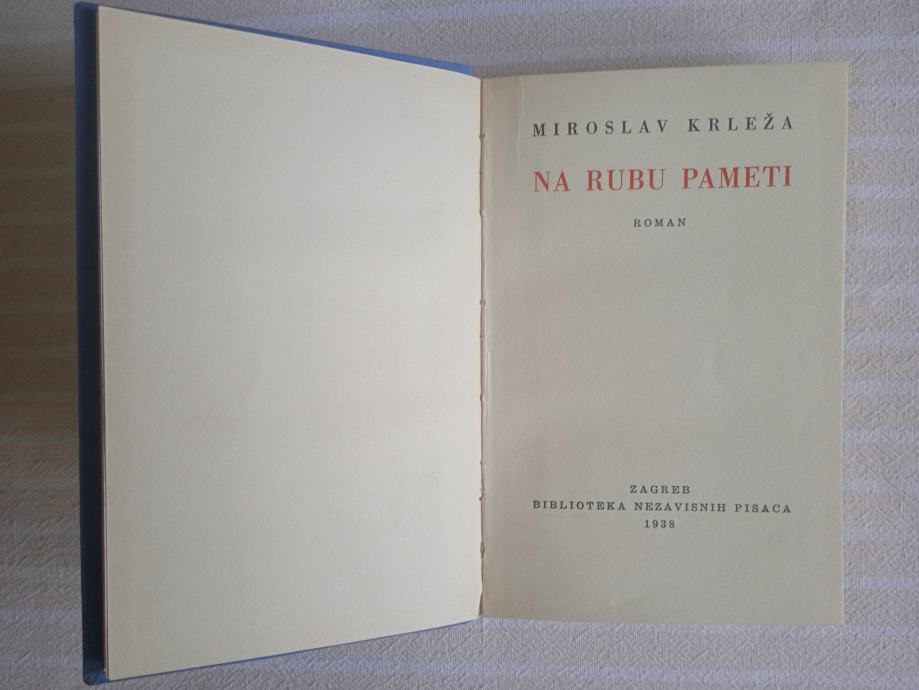 MIROSLAV KRLEŽA
NA RUBU PAMETI
ROMAN
ZAGREB
BIBLIOTEKA NEZAVISNIH PISACA
1938